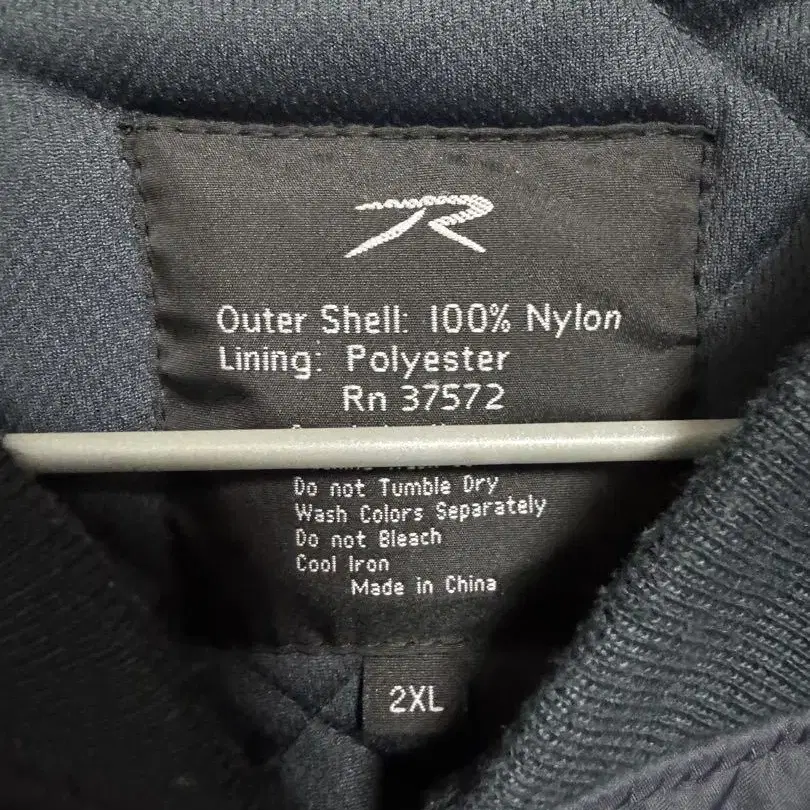 Outer Shell: 100% Nylon
Lining: Polyester
Rn 37572
Do not Tumble Dry
Wash Colors Separately
Do not Bleach
Cool Iron
Made in China
2XL